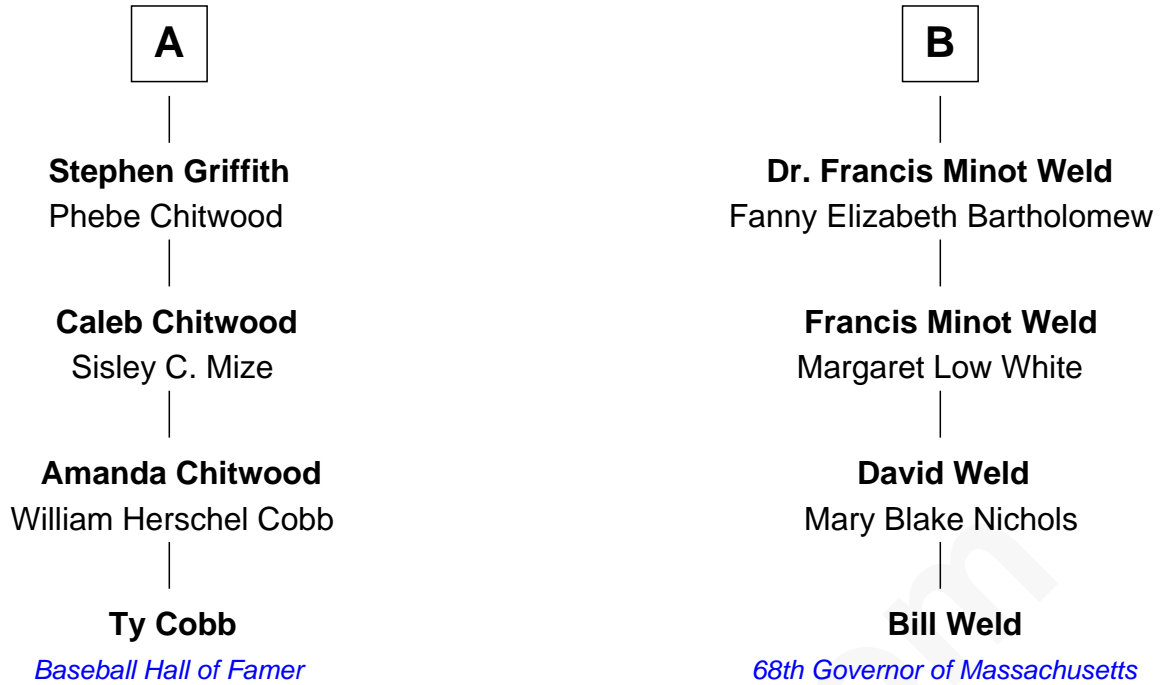 A
B
Stephen Griffith
Phebe Chitwood
Dr. Francis Minot Weld
Fanny Elizabeth Bartholomew
Caleb Chitwood
Sisley C. Mize
Francis Minot Weld
Margaret Low White
Amanda Chitwood
William Herschel Cobb
David Weld
Mary Blake Nichols
Ty Cobb
Baseball Hall of Famer
Bill Weld
68th Governor of Massachusetts